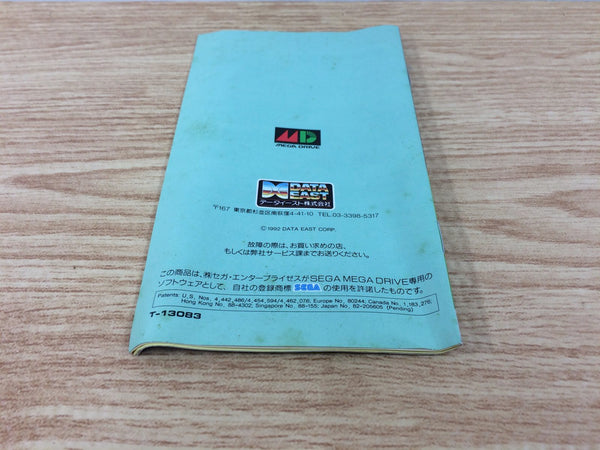 MD
MEGA DRIVE
DATA EAST
データイースト株式会社
〒167 東京都杉並区南荻窪4-41-10 TEL.03-3398-5317
©1992 DATA EAST CORP.
故障の際は、お買い求めの店、
もしくは弊社サービス課までお送りください。
この商品は、㈱セガ・エンタープライゼスがSEGA MEGA DRIVE専用の
ソフトウェアとして、自社の登録商標 SEGA の使用を許諾したものです。
Patents: U.S. Nos. 4,442,486/4,454,594/4,462,076; Europe No. 80244; Canada No. 1,183,276;
Hong Kong No. 88-4302; Singapore No. 88-155; Japan No. 82-205605 (Pending)
T-13083